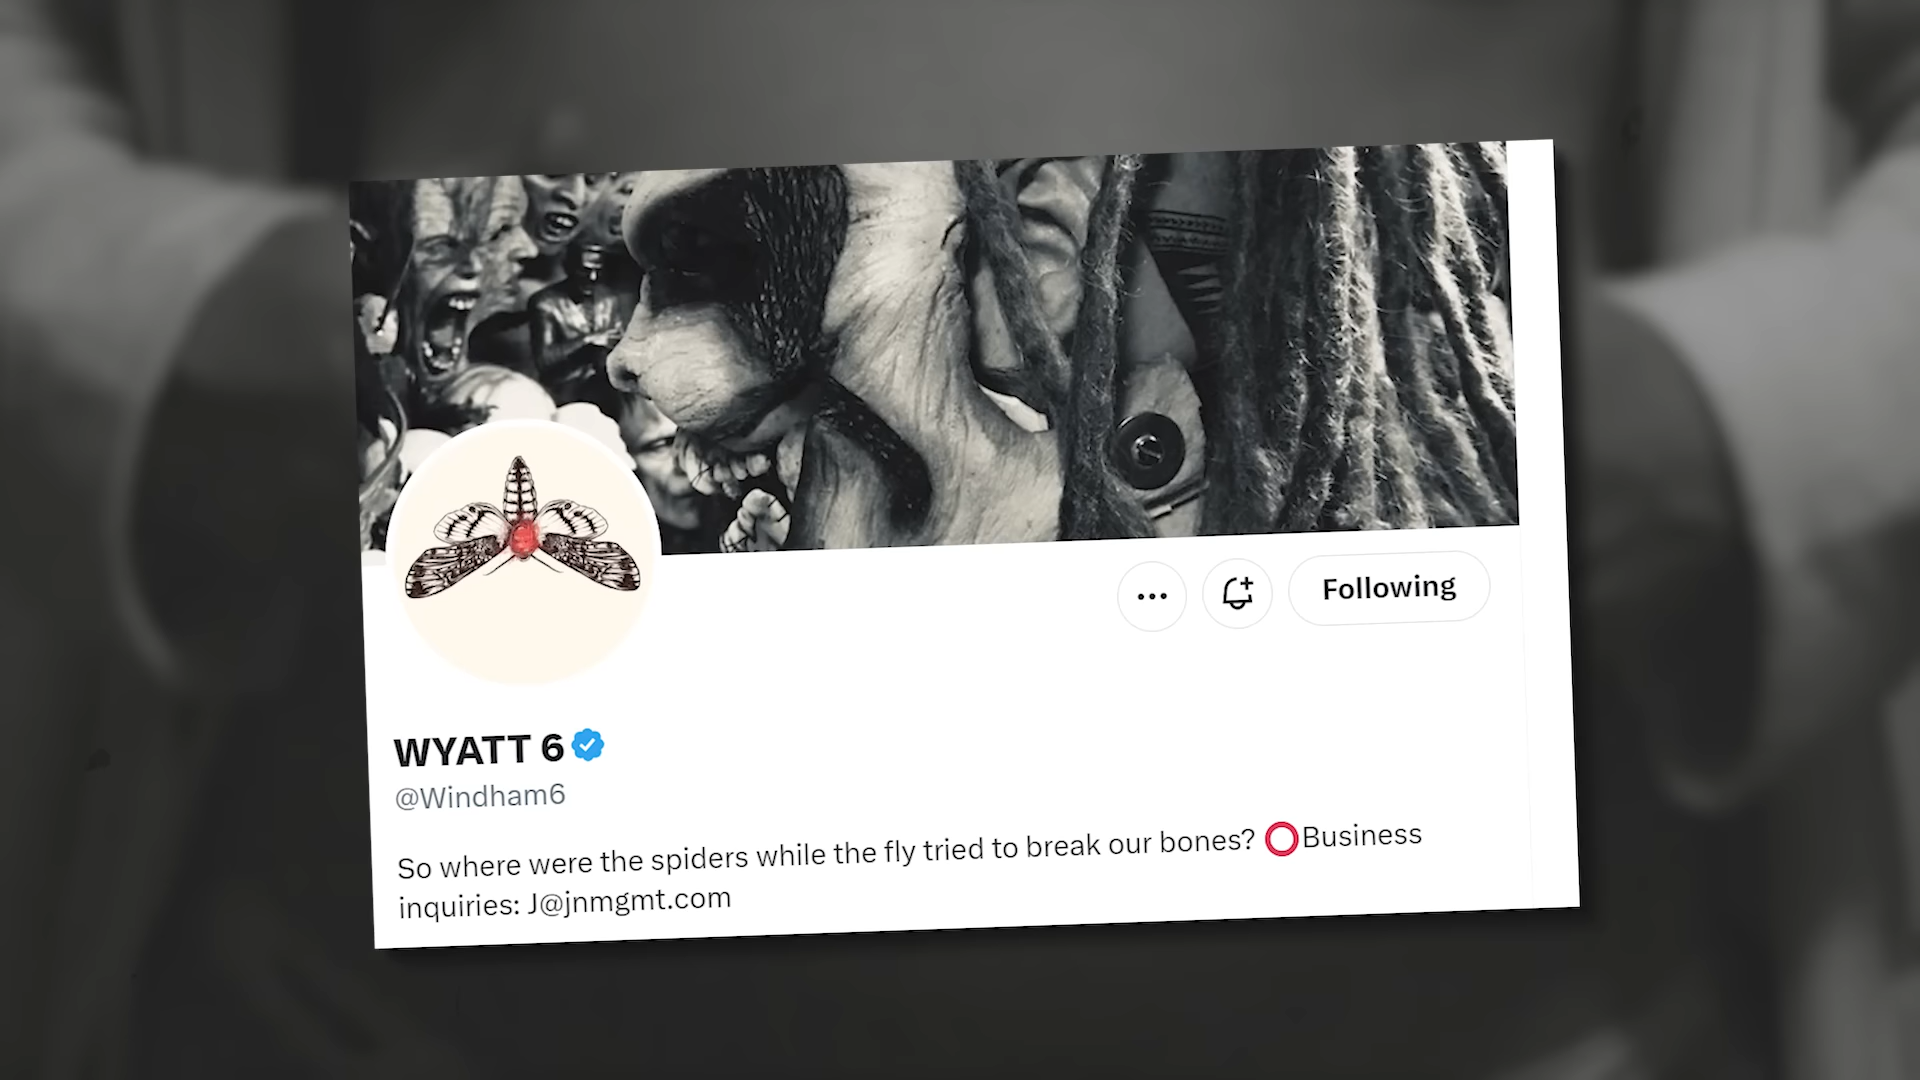 Following
WYATT 6
@Windham6
So where were the spiders while the fly tried to break our bones? ⭕Business
inquiries: J@jnmgmt.com